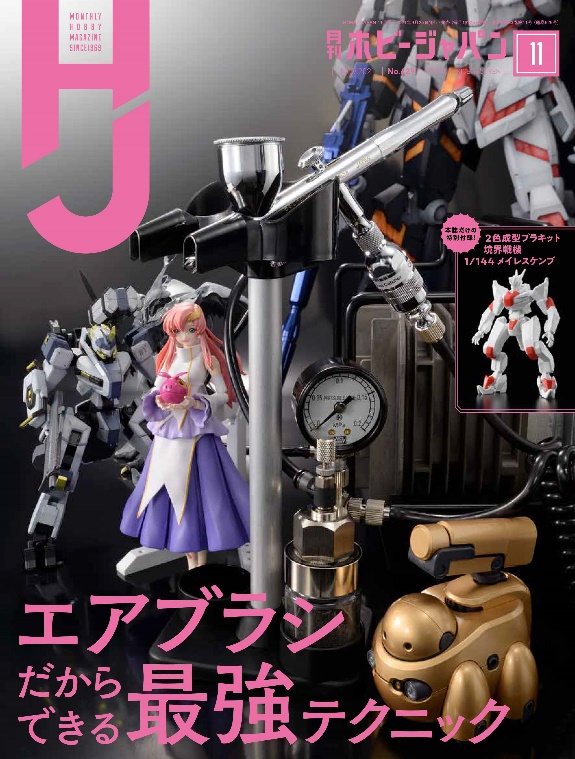 HJ
MONTHLY
HOBBY
MAGAZINE
SINCE1969
月刊
ホビージャパン
11
本誌だけの
特別付録!
2色成型プラキット
境界戦機
1/144 メイレスケンブ
エアブラシ
だから
できる
最強テクニック